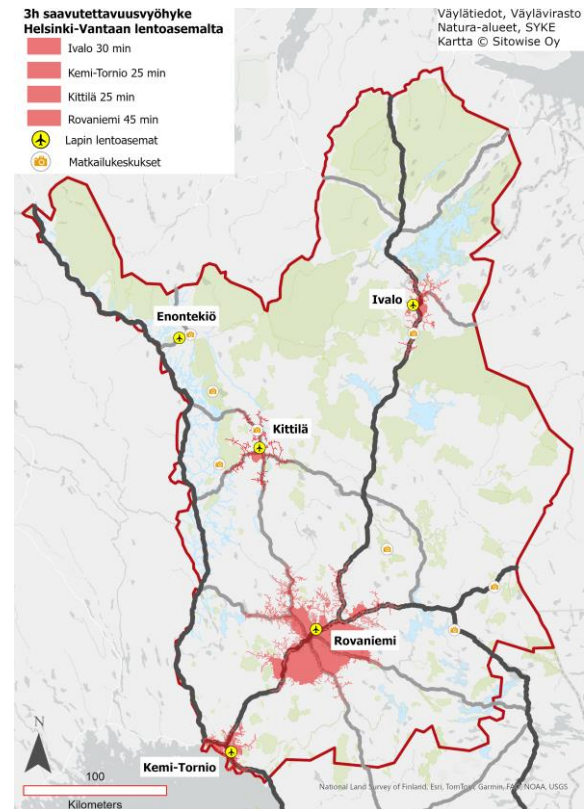 3h saavutettavuusvyöhyke
Helsinki-Vantaan lentoasemalta
Ivalo 30 min
Kemi-Tornio 25 min
Kittilä 25 min
Rovaniemi 45 min
Lapin lentoasemat
Matkailukeskukset
Väylätiedot, Väylävirasto
Natura-alueet, SYKE
Kartta © Sitowise Oy
Ivalo
Enontekiö
Kittilä
Rovaniemi
Kemi-Tornio
N
100
Kilometers
National Land Survey of Finland, Esri, TomTom, Garmin, FAO, NOAA, USGS